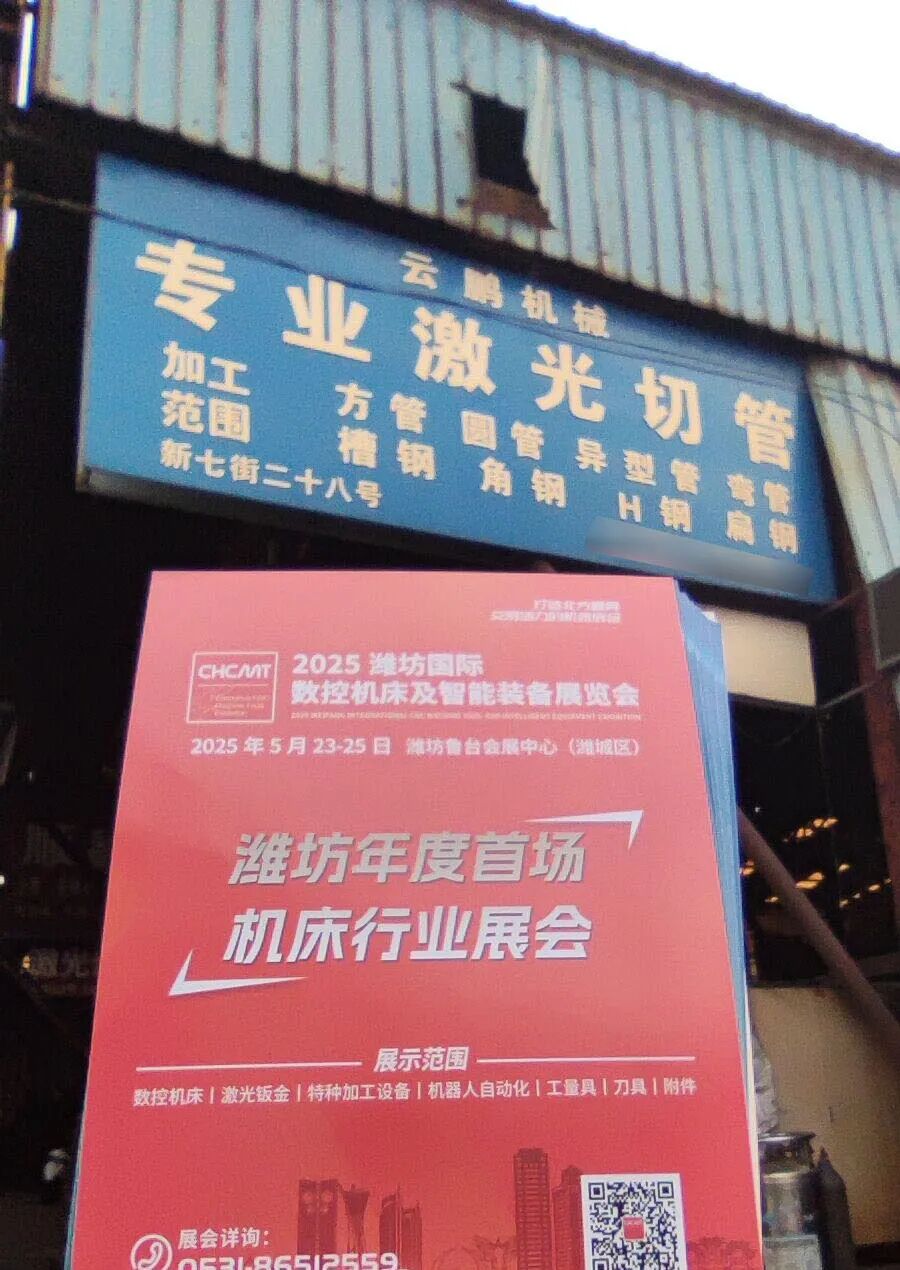 云鹏机械
专业激光切管
加工范围
方管 圆管 异型管 弯管
槽钢 角钢 H钢 扁钢
新七街二十八号
CHCMT
2025 潍坊国际
数控机床及智能装备展览会
2025 年 5 月 23-25 日 潍坊鲁台会展中心（潍城区）
潍坊年度首场
机床行业展会
展示范围
数控机床 | 激光钣金 | 特种加工设备 | 机器人自动化 | 工量具 | 刀具 | 附件
展会详询：
0531-86512559